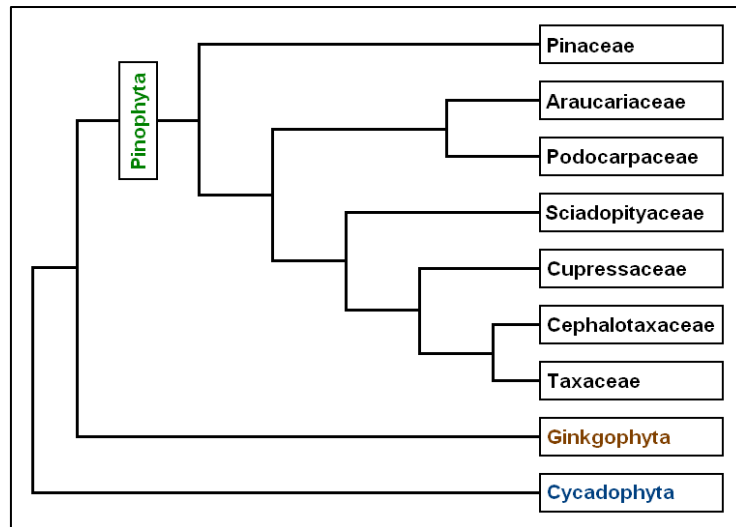 Pinophyta
Pinaceae
Araucariaceae
Podocarpaceae
Sciadopityaceae
Cupressaceae
Cephalotaxaceae
Taxaceae
Ginkgophyta
Cycadophyta